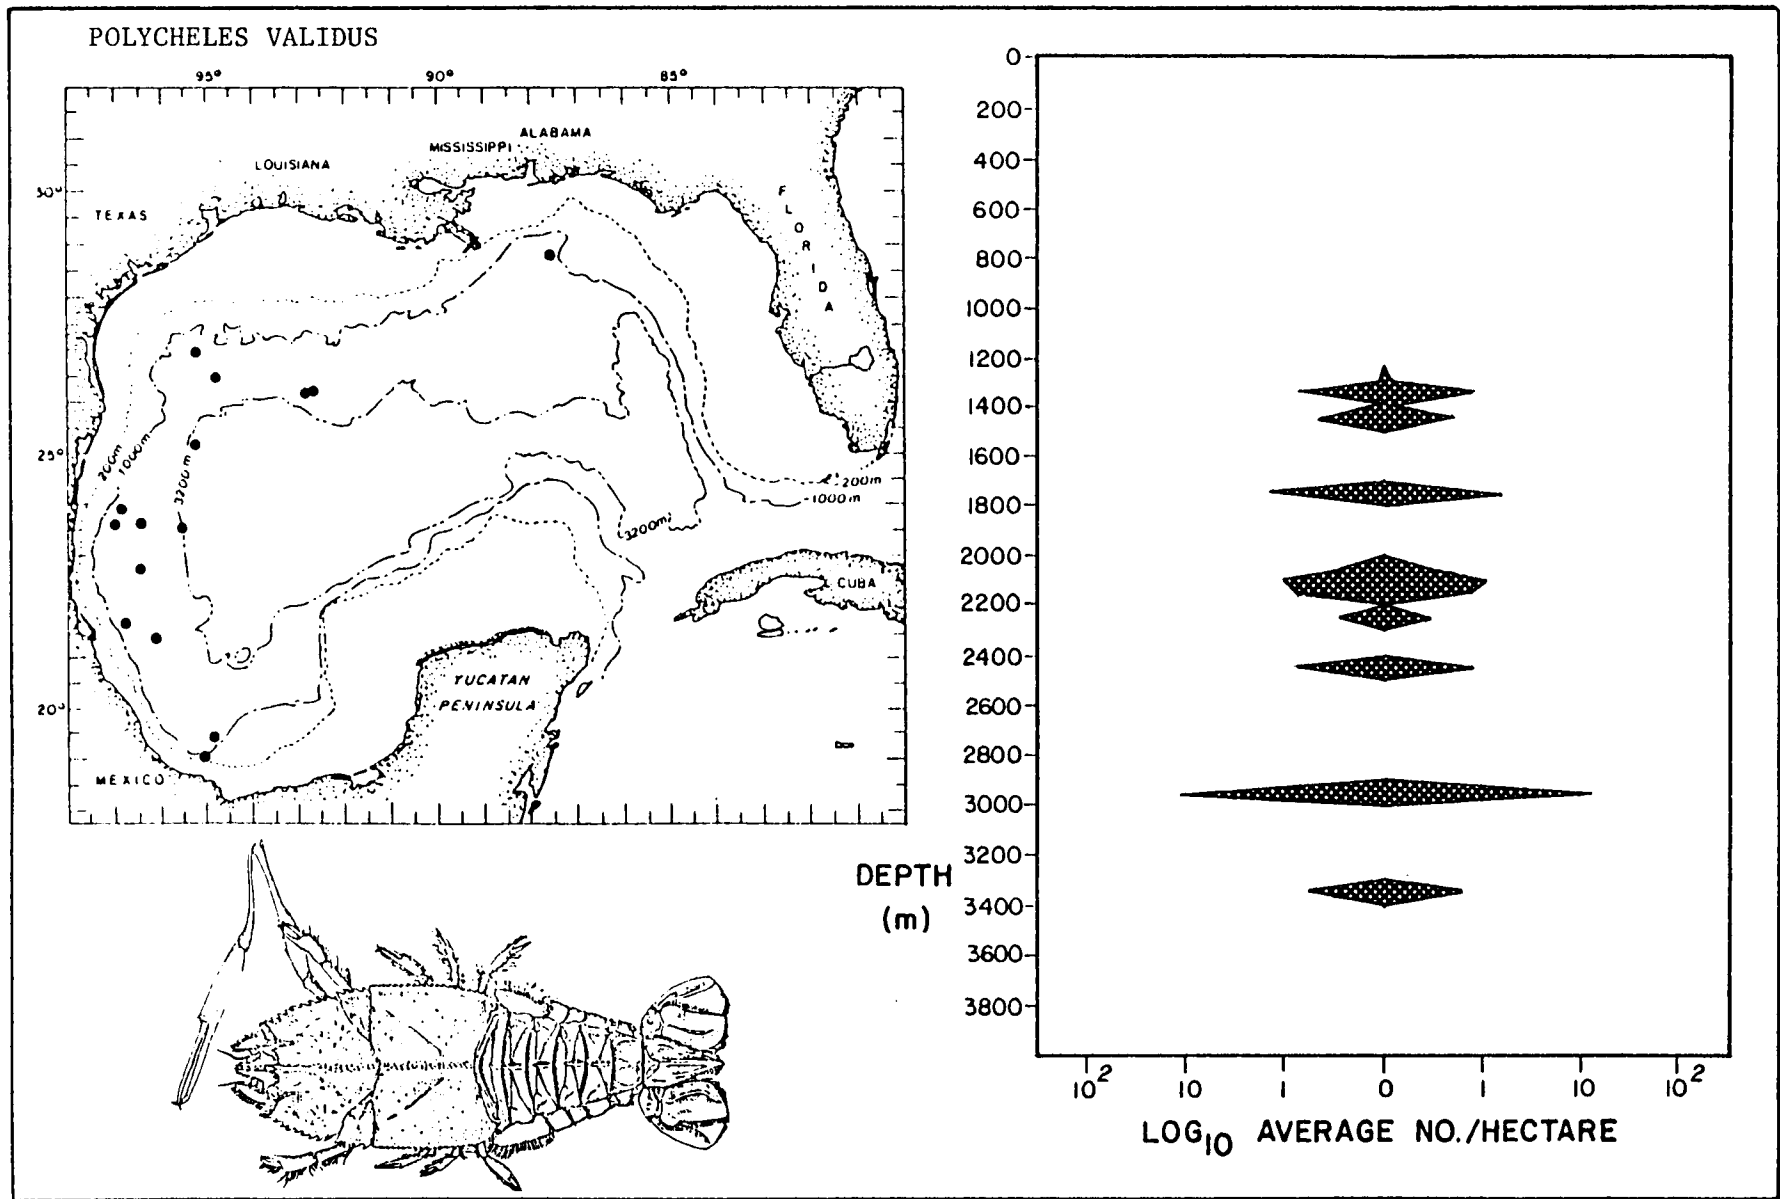 POLYCHELES VALIDUS
95° 90° 85°
ALABAMA
MISSISSIPPI
LOUISIANA
30°
TEXAS
FLORIDA
25°
200m
1000m
3200m
200m
1000m
3200m
CUBA
YUCATAN
PENINSULA
20°
MEXICO
DEPTH
(m)
0
200
400
600
800
1000
1200
1400
1600
1800
2000
2200
2400
2600
2800
3000
3200
3400
3600
3800
10² 10 1 0 1 10 10²
LOG₁₀ AVERAGE NO./HECTARE